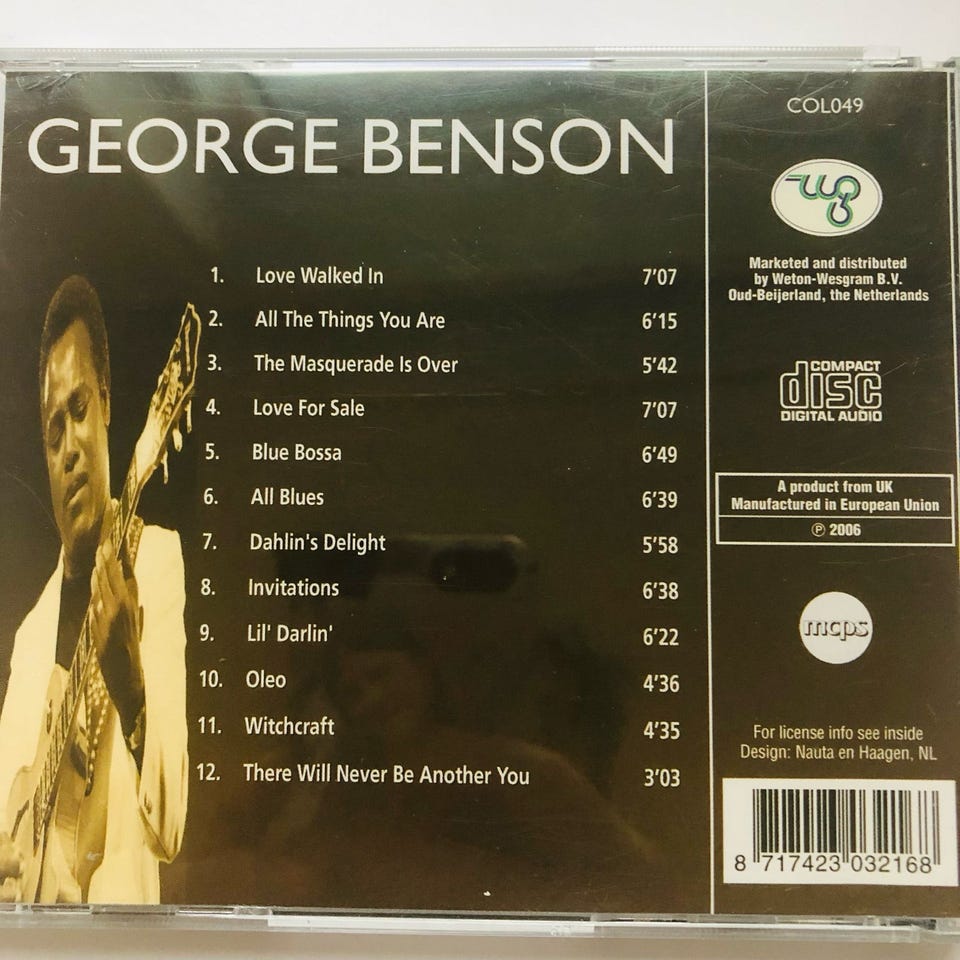 GEORGE BENSON
1. Love Walked In 7'07
2. All The Things You Are 6'15
3. The Masquerade Is Over 5'42
4. Love For Sale 7'07
5. Blue Bossa 6'49
6. All Blues 6'39
7. Dahlin's Delight 5'58
8. Invitations 6'38
9. Lil' Darlin' 6'22
10. Oleo 4'36
11. Witchcraft 4'35
12. There Will Never Be Another You 3'03
COL049
Marketed and distributed
by Weton-Wesgram B.V.
Oud-Beijerland, the Netherlands
COMPACT
disc
DIGITAL AUDIO
A product from UK
Manufactured in European Union
℗ 2006
mcps
For license info see inside
Design: Nauta en Haagen, NL
8 717423 032168